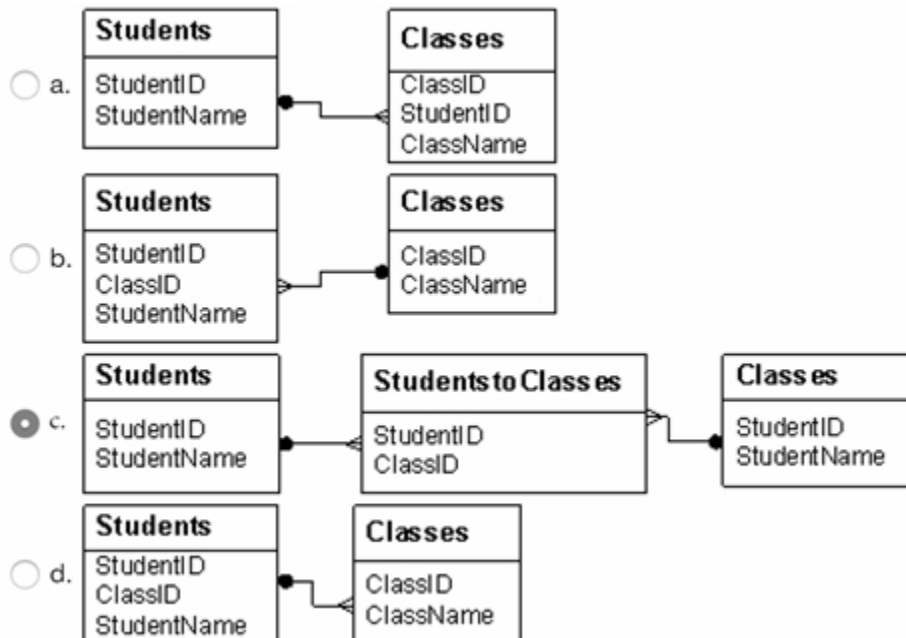 Students
Classes
a.
StudentID
StudentName
ClassID
StudentID
ClassName
Students
Classes
b.
StudentID
ClassID
StudentName
ClassID
ClassName
Students
StudentstoClasses
Classes
c.
StudentID
StudentName
StudentID
ClassID
StudentID
StudentName
Students
Classes
d.
StudentID
ClassID
StudentName
ClassID
ClassName